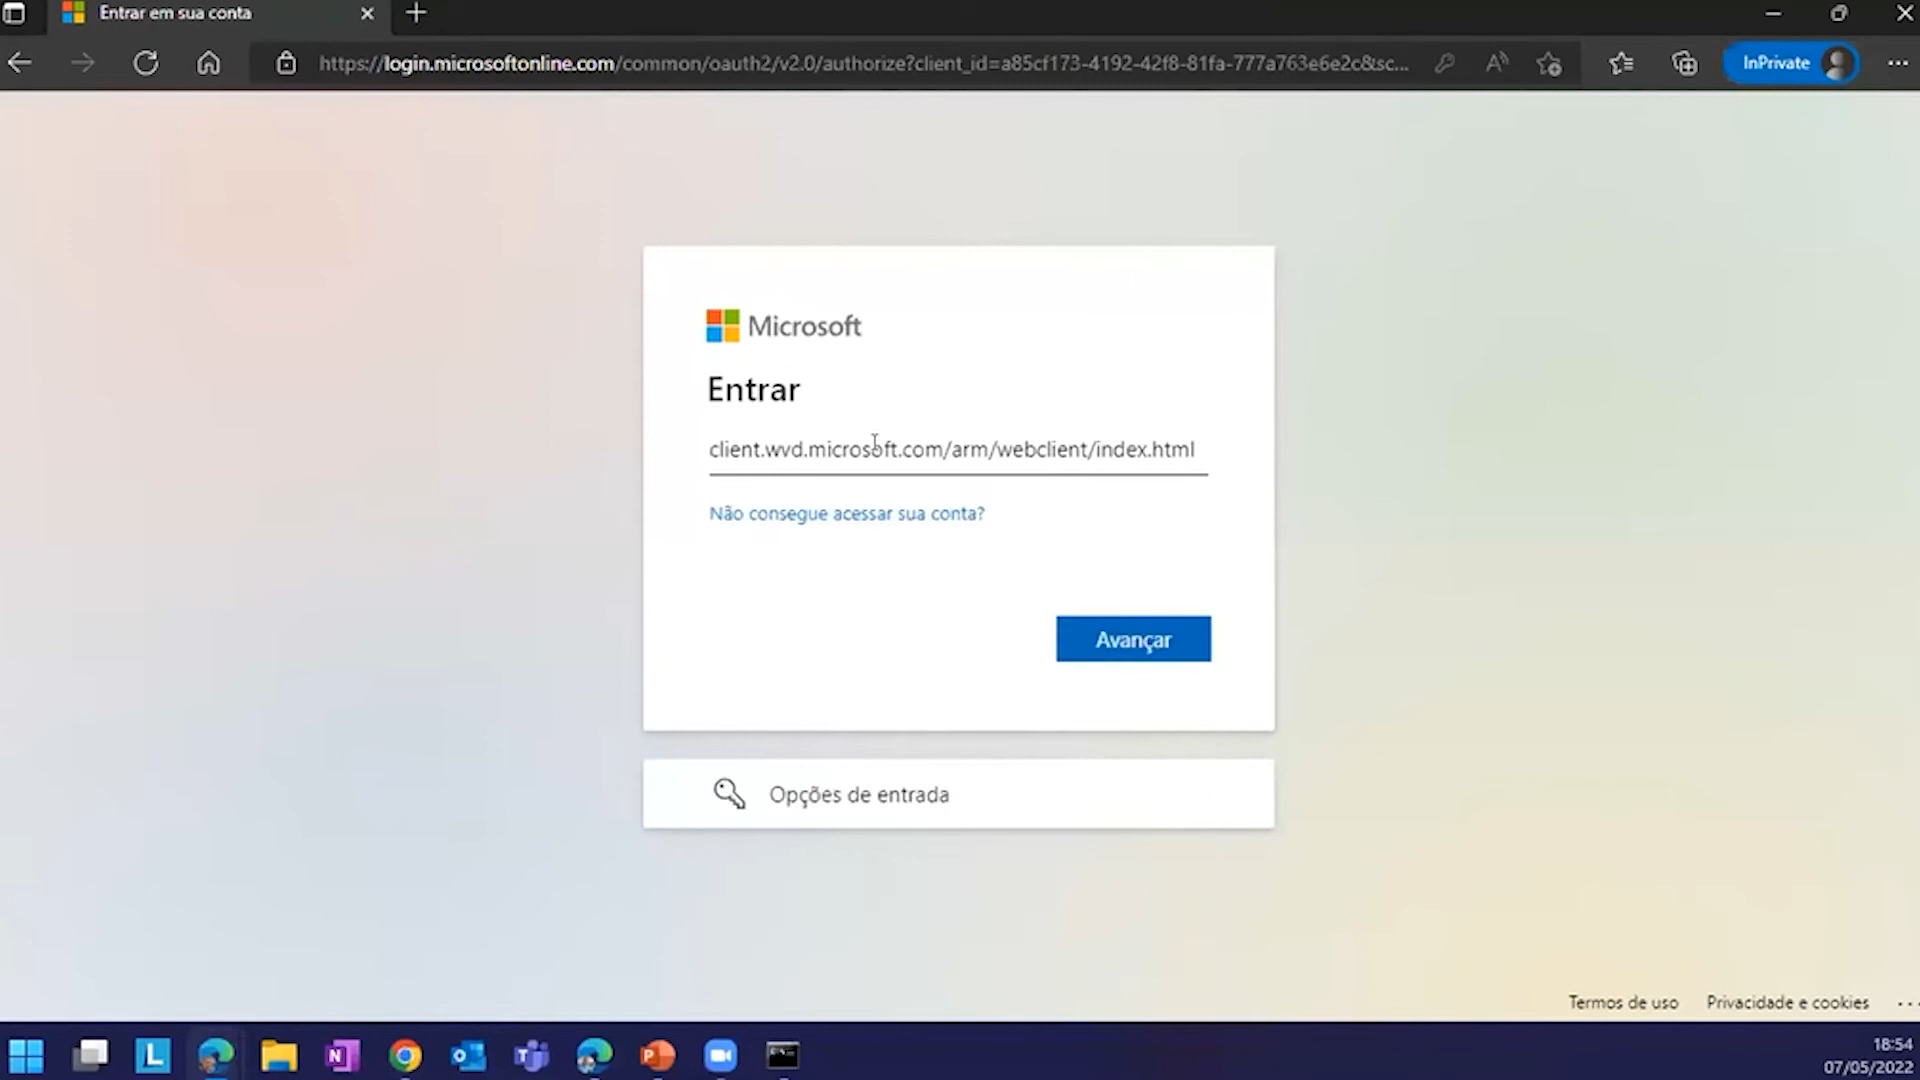 Entrar em sua conta
https://login.microsoftonline.com/common/oauth2/v2.0/authorize?client_id=a85cf173-4192-42f8-81fa-777a763e6e2c&sc...
InPrivate
Microsoft
Entrar
client.wvd.microsoft.com/arm/webclient/index.html
Não consegue acessar sua conta?
Avançar
Opções de entrada
Termos de uso
Privacidade e cookies
...
18:54
07/05/2022